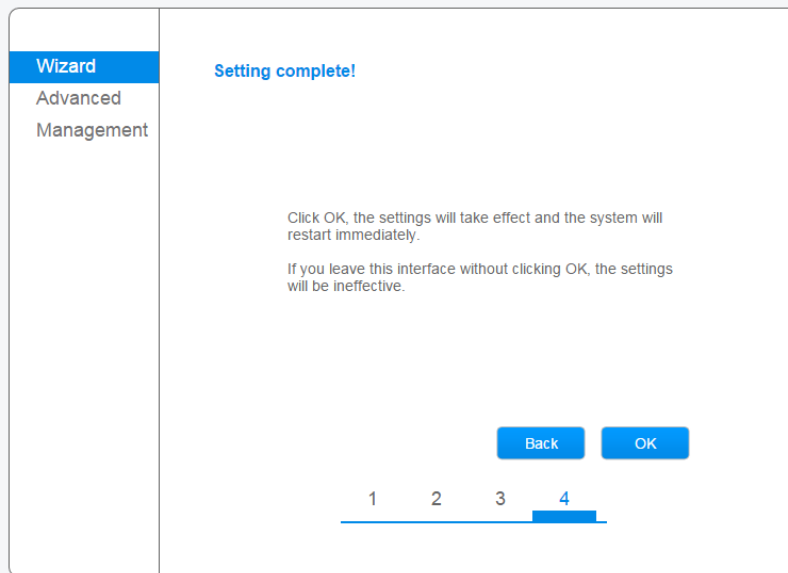 Wizard
Advanced
Management
Setting complete!
Click OK, the settings will take effect and the system will
restart immediately.
If you leave this interface without clicking OK, the settings
will be ineffective.
Back OK
1 2 3 4